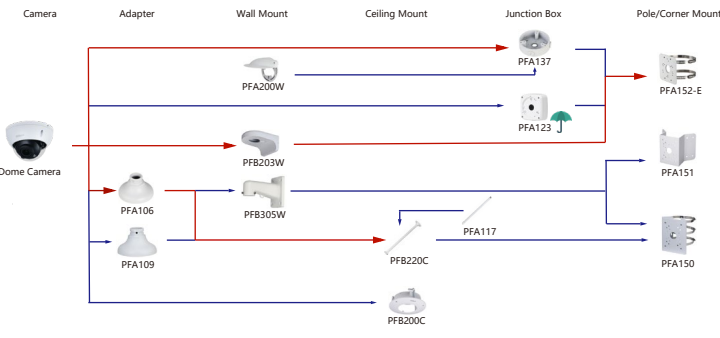 Camera
Adapter
Wall Mount
Ceiling Mount
Junction Box
Pole/Corner Mount
PFA137
PFA200W
PFA152-E
PFA123
PFB203W
Dome Camera
PFA151
PFA106
PFB305W
PFA117
PFA109
PFB220C
PFA150
PFB200C